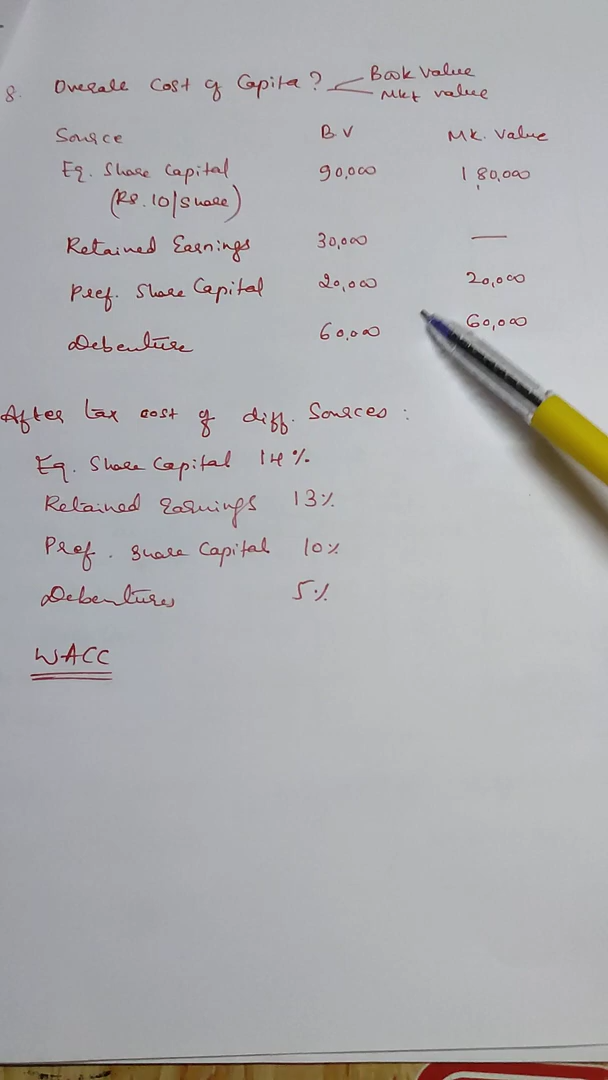 8. Overale Cost of Capita? Book Value
Mkt value
Source B.V Mk. Value
Eq. Share Capital 90,000 1,80,000
(Rs. 10/share)
Retained Earnings 30,000 —
Pref. Share Capital 20,000 20,000
Debenture 60,000 60,000
After tax cost of diff. Sources:
Eq. Share Capital 14%
Retained Earnings 13%
Pref. Share Capital 10%
Debentures 5%
WACC